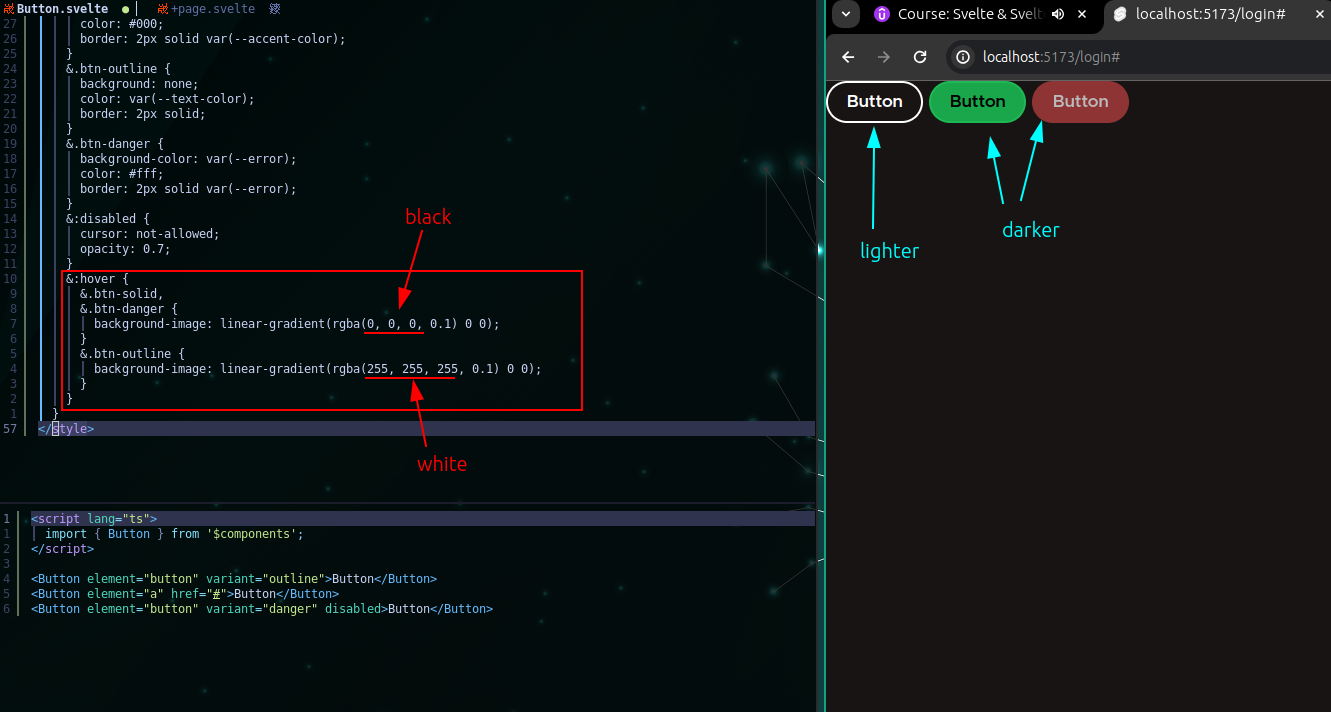 Button.svelte
+page.svelte
27 color: #000;
26 border: 2px solid var(--accent-color);
25 }
24 &.btn-outline {
23 background: none;
22 color: var(--text-color);
21 border: 2px solid;
20 }
19 &.btn-danger {
18 background-color: var(--error);
17 color: #fff;
16 border: 2px solid var(--error);
15 }
14 &:disabled {
13 cursor: not-allowed;
12 opacity: 0.7;
11 }
10 &:hover {
9 &.btn-solid,
8 &.btn-danger {
7 background-image: linear-gradient(rgba(0, 0, 0, 0.1) 0 0);
6 }
5 &.btn-outline {
4 background-image: linear-gradient(rgba(255, 255, 255, 0.1) 0 0);
3 }
2 }
1 }
57 </style>
black
white
1 <script lang="ts">
1 import { Button } from '$components';
2 </script>
3
4 <Button element="button" variant="outline">Button</Button>
5 <Button element="a" href="#">Button</Button>
6 <Button element="button" variant="danger" disabled>Button</Button>
Course: Svelte & Svelt
localhost:5173/login#
localhost:5173/login#
Button
Button
Button
lighter
darker